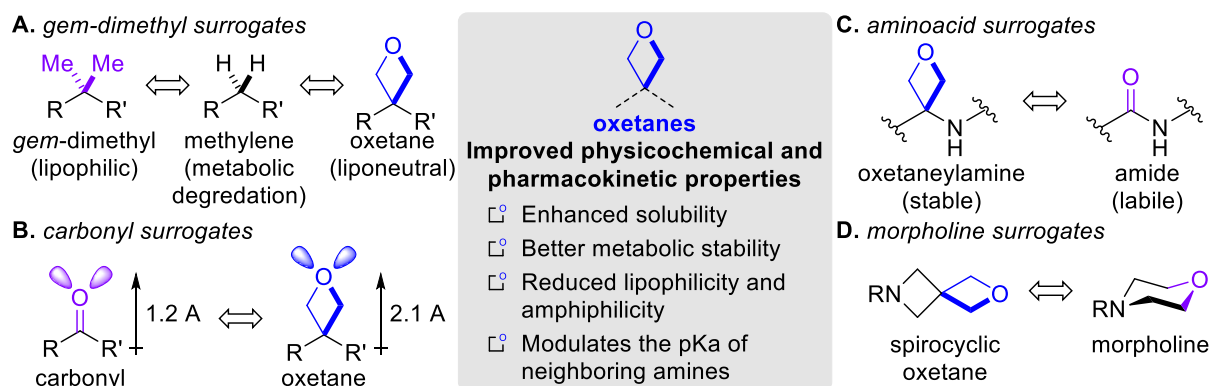 A. gem-dimethyl surrogates
Me Me
R R'
gem-dimethyl
(lipophilic)
H H
R R'
methylene
(metabolic
degredation)
O
R R'
oxetane
(liponeutral)
B. carbonyl surrogates
O
R R'
1.2 A
carbonyl
O
R R'
2.1 A
oxetane
O
oxetanes
Improved physicochemical and
pharmacokinetic properties
O Enhanced solubility
O Better metabolic stability
O Reduced lipophilicity and
amphiphilicity
O Modulates the pKa of
neighboring amines
C. aminoacid surrogates
O
N
H
oxetaneylamine
(stable)
O
N
H
amide
(labile)
D. morpholine surrogates
RN O
spirocyclic
oxetane
O
RN
morpholine